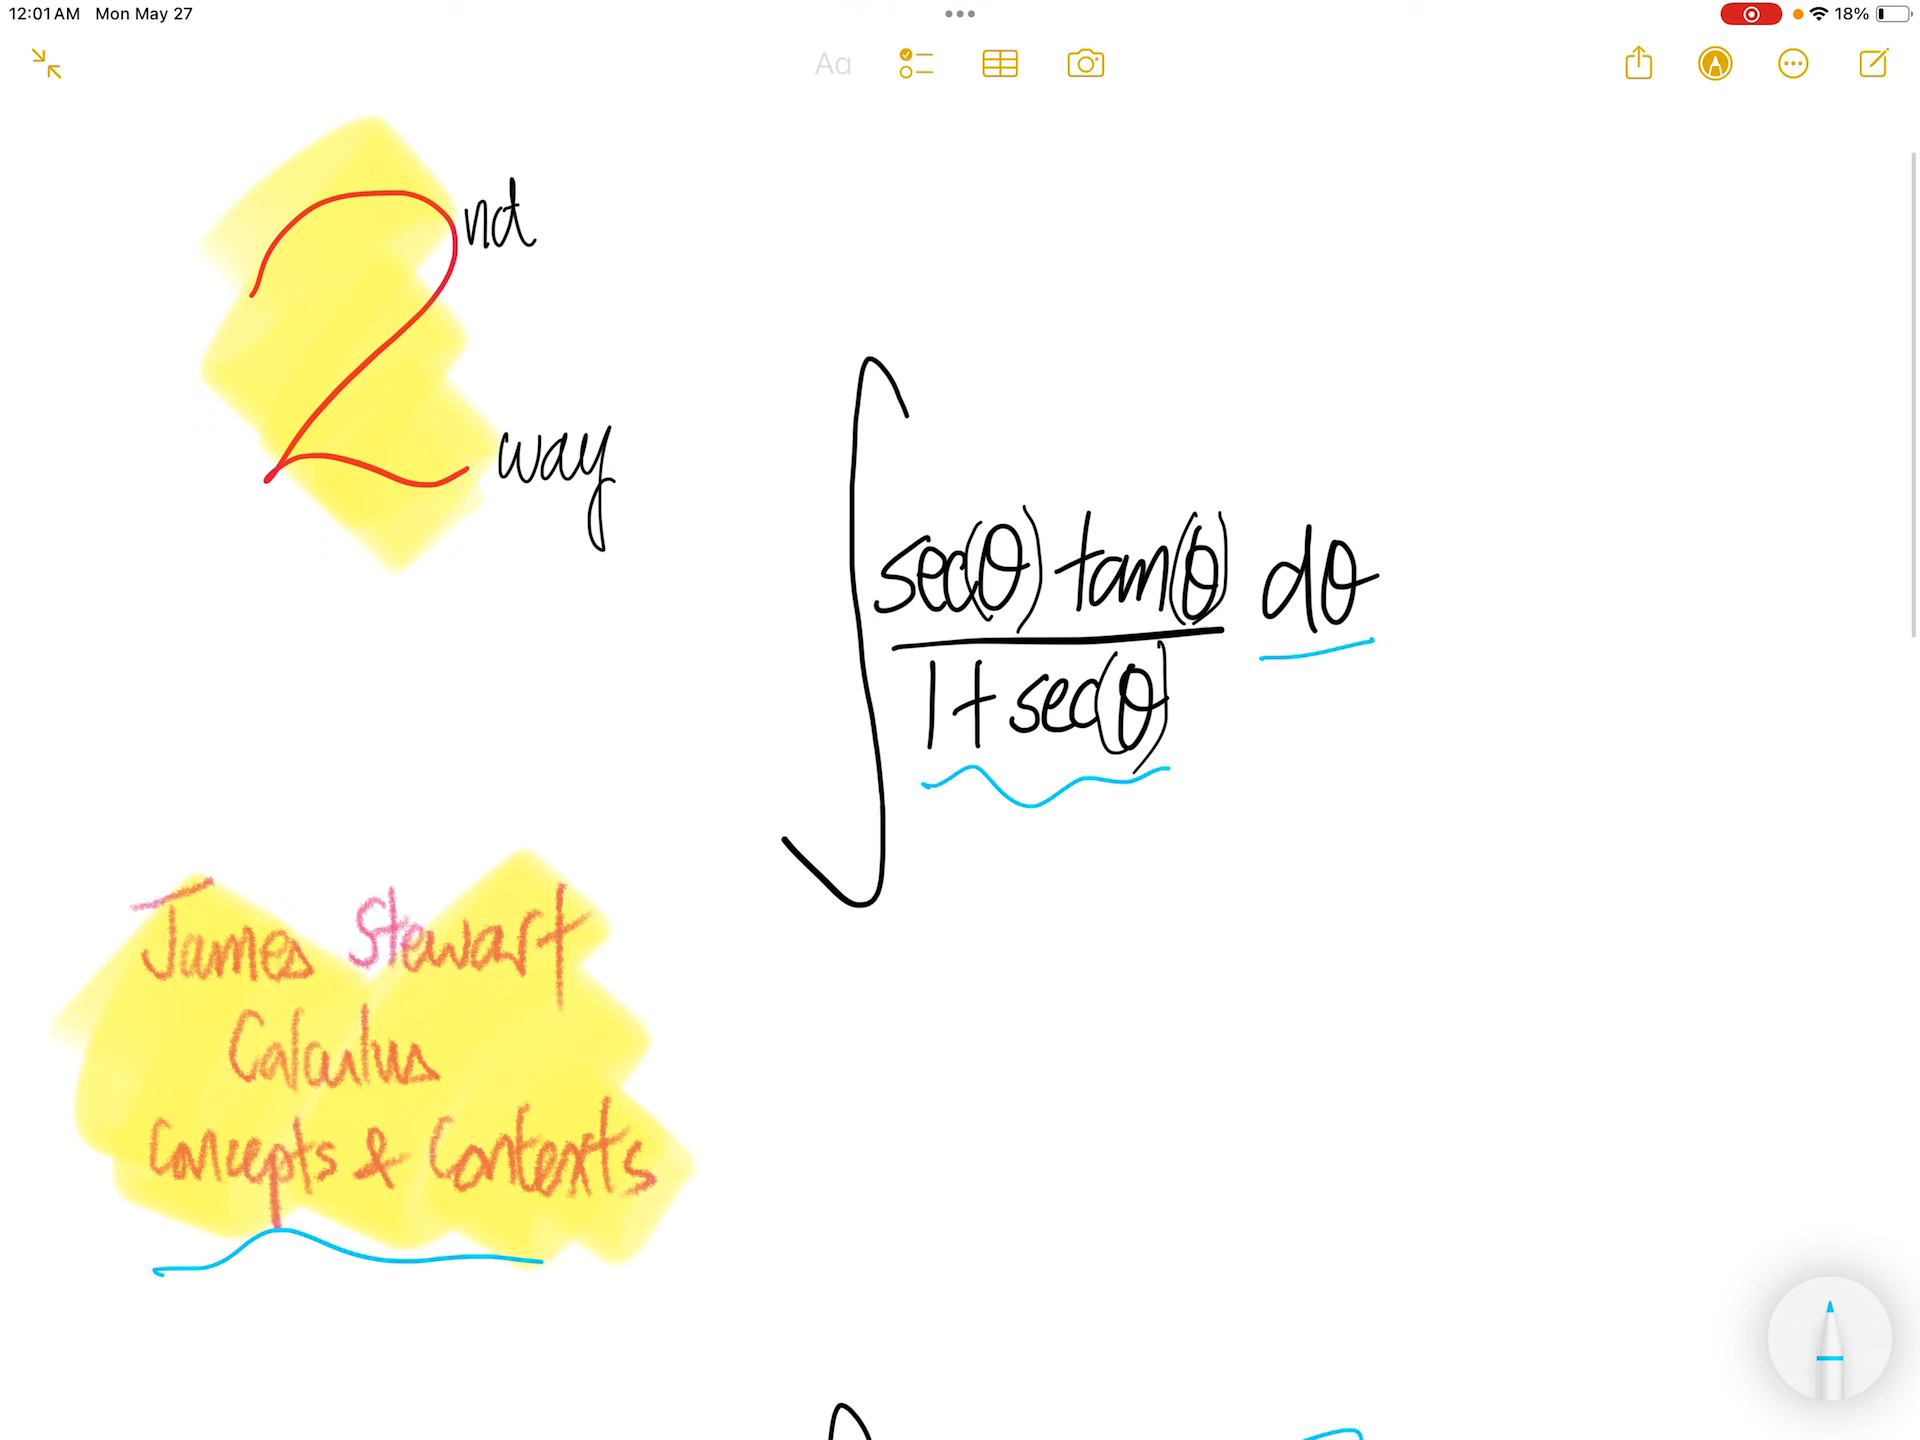 12:01 AM Mon May 27
18%
Aa
2nd
way
∫ sec(θ) tan(θ) dθ
1 + sec(θ)
James Stewart
Calculus
Concepts & Contexts